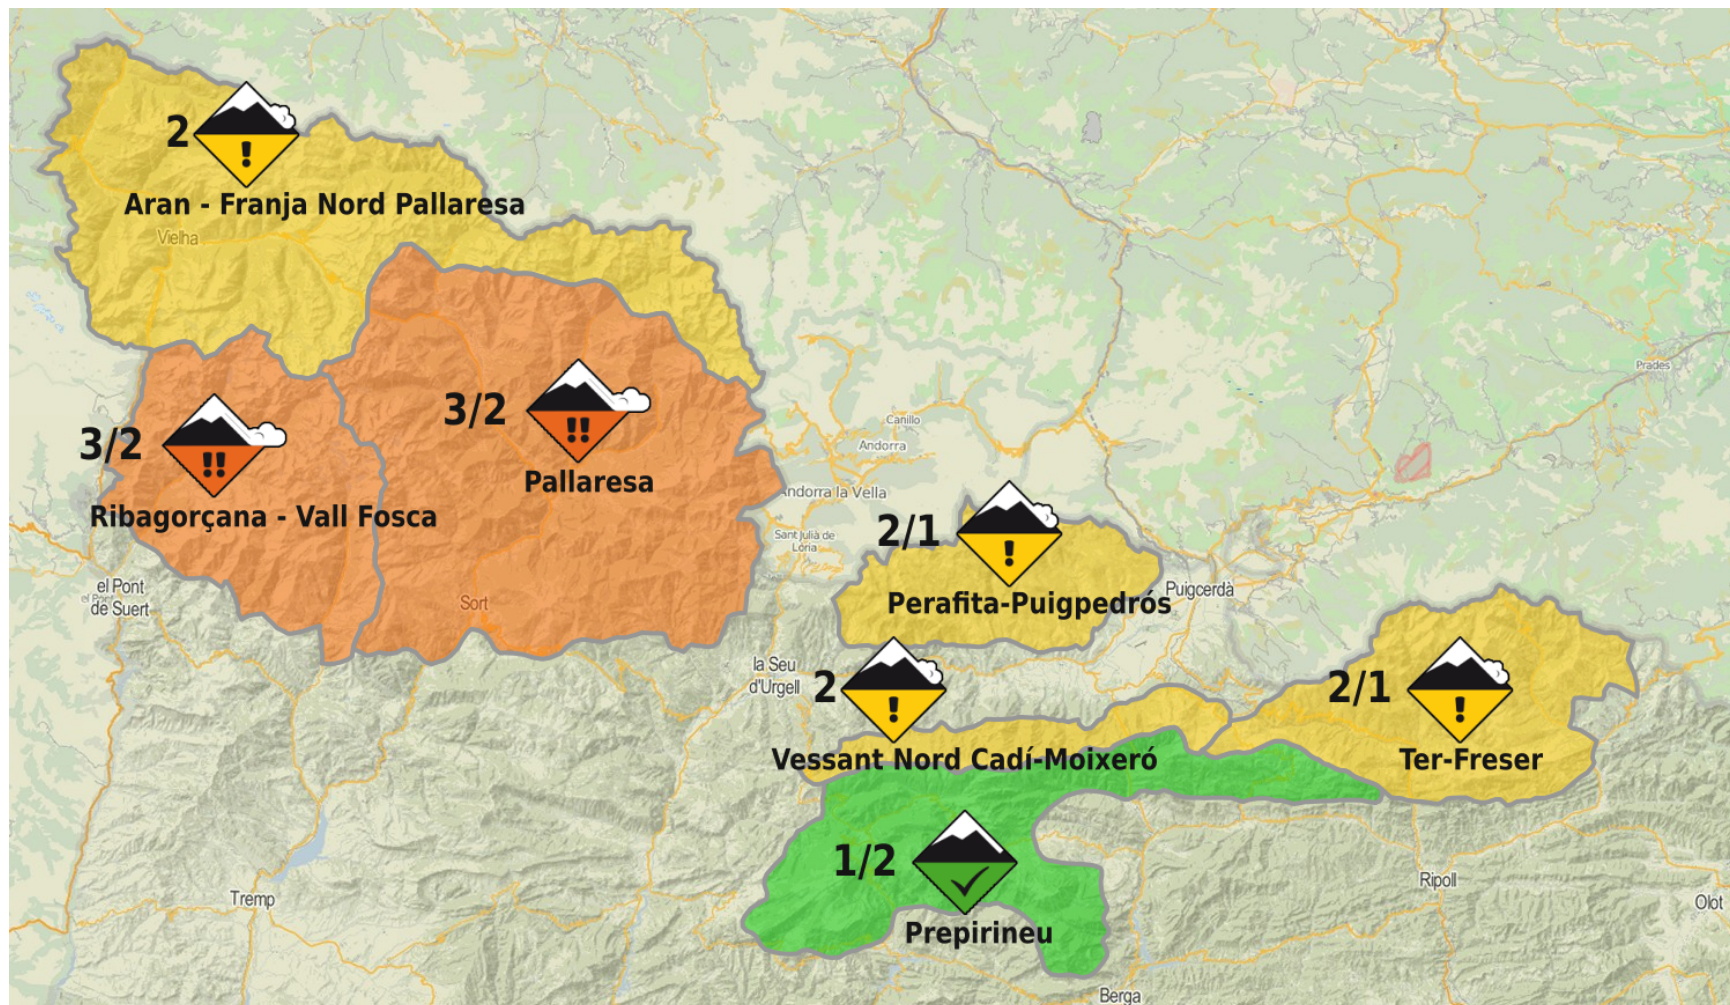 2
Aran - Franja Nord Pallaresa
Vielha
Prades
3/2
Pallaresa
3/2
Ribagorçana - Vall Fosca
Canillo
Andorra
Andorra la Vella
Sant Julià de
Lòria
2/1
Perafita-Puigpedrós
Puigcerdà
el Pont
de Suert
Sort
la Seu
d'Urgell
2
Vessant Nord Cadí-Moixeró
2/1
Ter-Freser
1/2
Prepirineu
Tremp
Ripoll
Olot
Berga